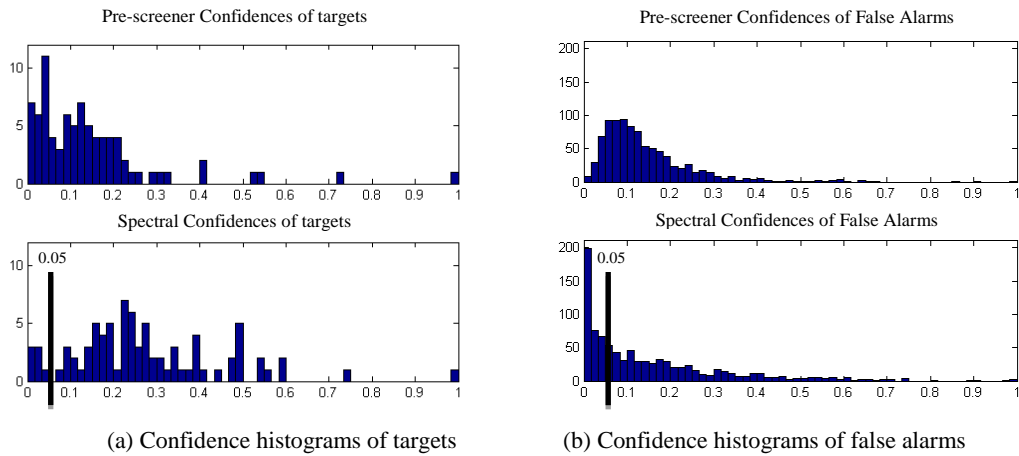 Pre-screener Confidences of targets
10
5
0
0 0.1 0.2 0.3 0.4 0.5 0.6 0.7 0.8 0.9 1
Spectral Confidences of targets
0.05
10
5
0
0 0.1 0.2 0.3 0.4 0.5 0.6 0.7 0.8 0.9 1
(a) Confidence histograms of targets
Pre-screener Confidences of False Alarms
200
150
100
50
0
0 0.1 0.2 0.3 0.4 0.5 0.6 0.7 0.8 0.9 1
Spectral Confidences of False Alarms
0.05
200
150
100
50
0
0 0.1 0.2 0.3 0.4 0.5 0.6 0.7 0.8 0.9 1
(b) Confidence histograms of false alarms